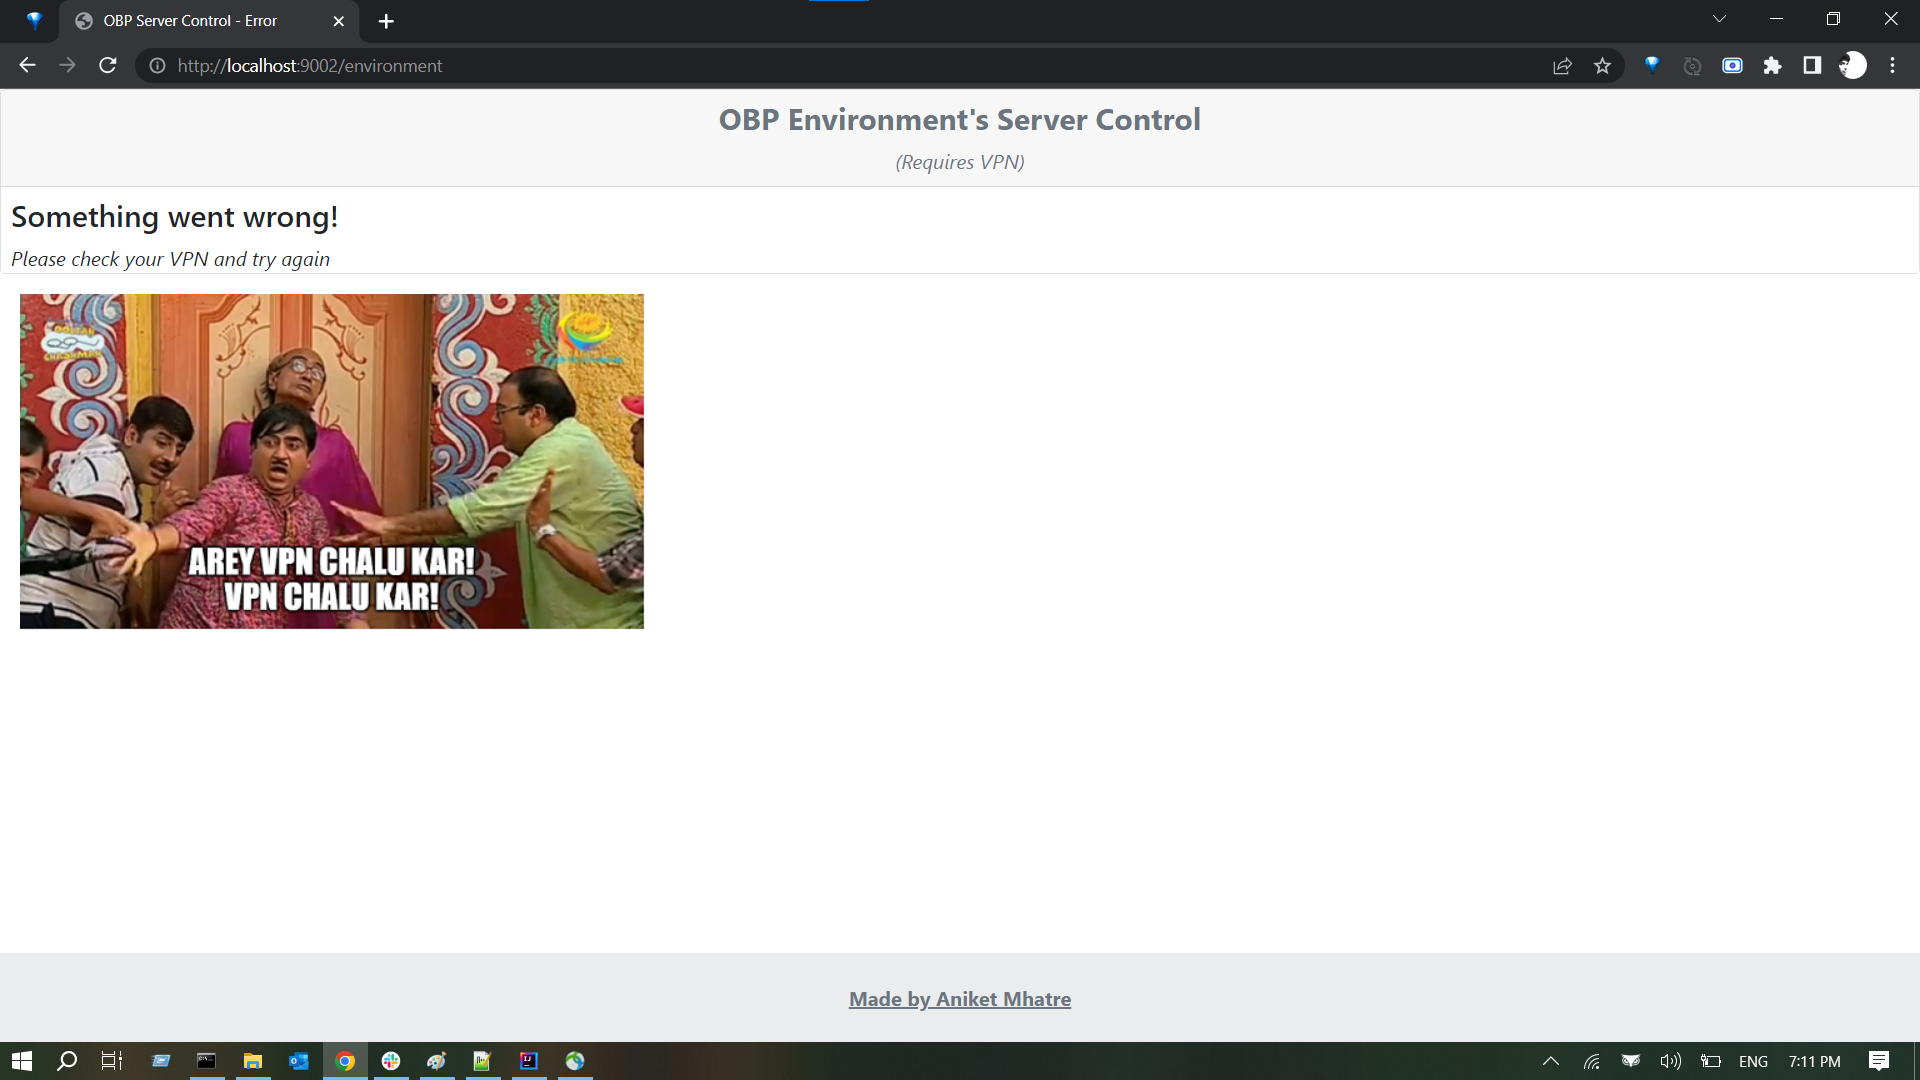 OBP Server Control - Error
http://localhost:9002/environment
OBP Environment's Server Control
(Requires VPN)
Something went wrong!
Please check your VPN and try again
AREY VPN CHALU KAR!
VPN CHALU KAR!
Made by Aniket Mhatre
ENG
7:11 PM